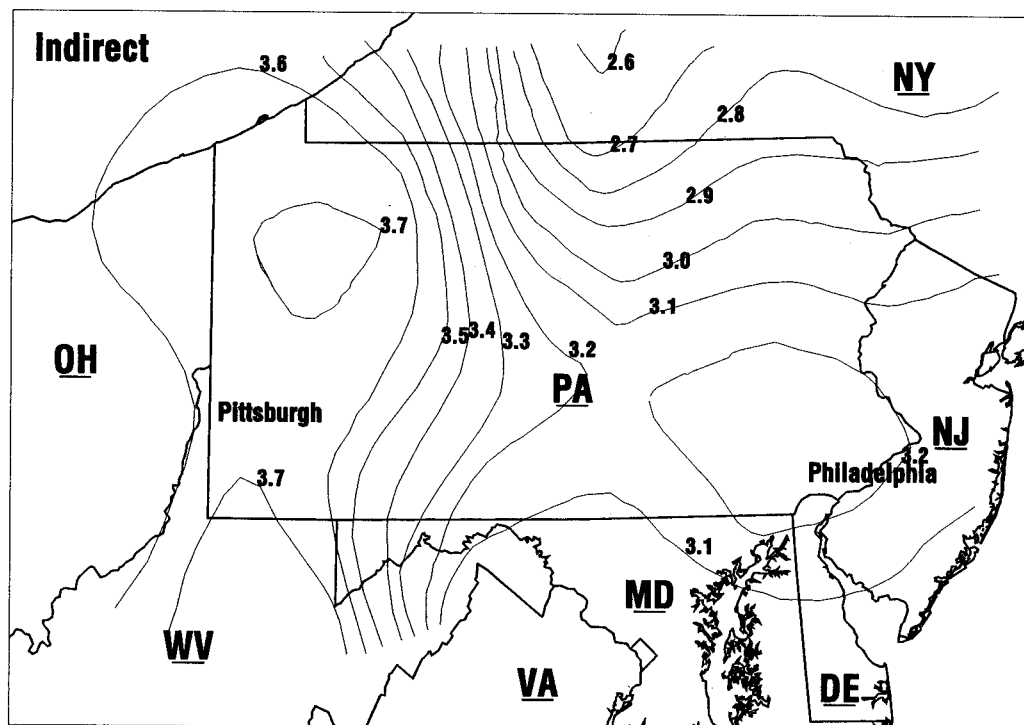 Indirect
3.6
2.6
NY
2.8
2.7
2.9
3.7
3.0
3.1
3.5
3.4
3.3
3.2
OH
PA
Pittsburgh
NJ
3.2
Philadelphia
3.7
3.1
MD
WV
VA
DE